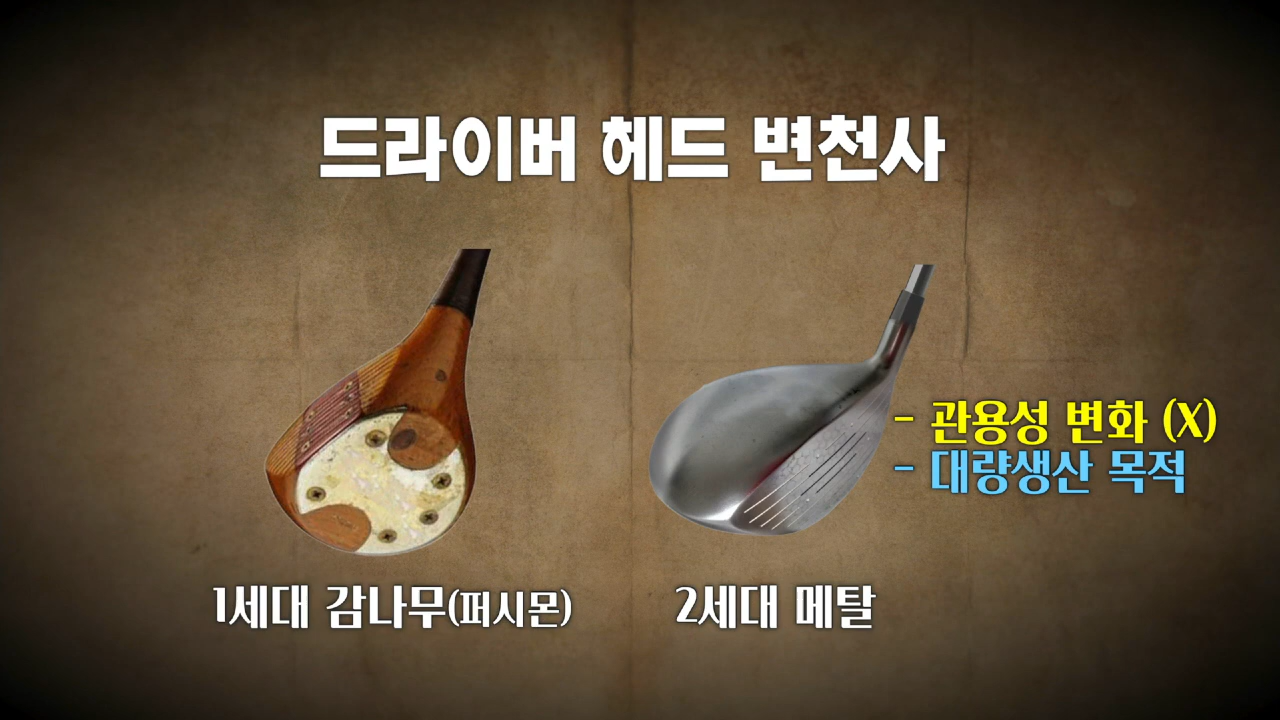 드라이버 헤드 변천사
- 관용성 변화 (X)
- 대량생산 목적
1세대 감나무(퍼시몬)
2세대 메탈